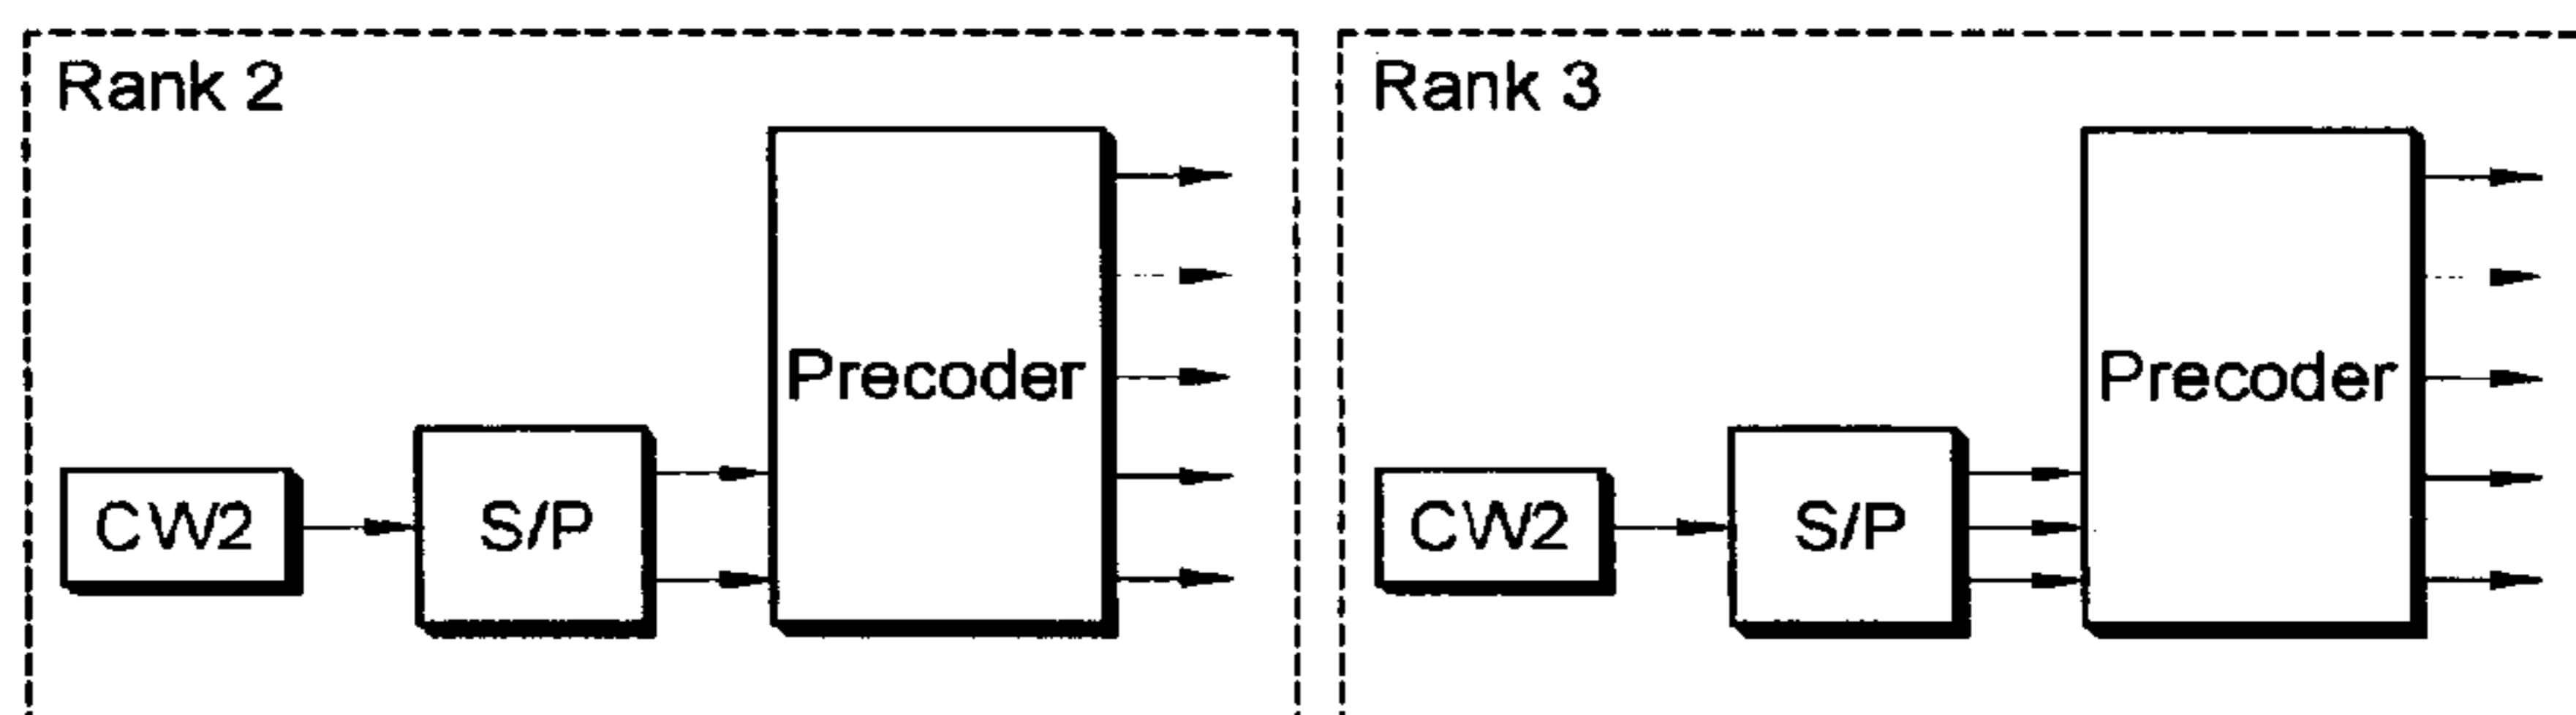 Rank 2
Precoder
CW2
S/P
Rank 3
Precoder
CW2
S/P